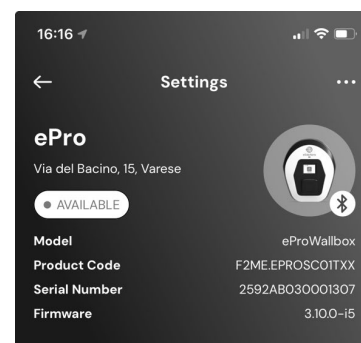 16:16
Settings
ePro
Via del Bacino, 15, Varese
AVAILABLE
Model eProWallbox
Product Code F2ME.EPROSC01TXX
Serial Number 2592AB030001307
Firmware 3.10.0-i5